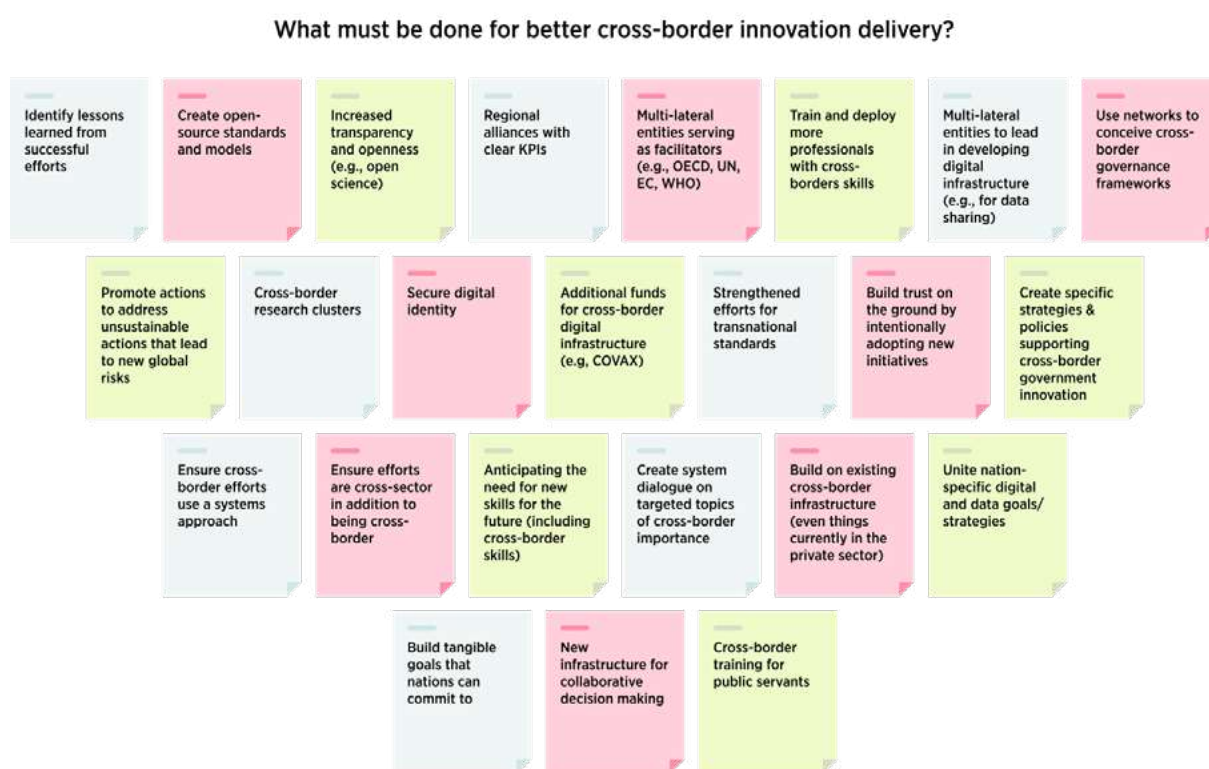 What must be done for better cross-border innovation delivery?
Identify lessons
learned from
successful
efforts
Create open-
source standards
and models
Increased
transparency
and openness
(e.g., open
science)
Regional
alliances with
clear KPIs
Multi-lateral
entities serving
as facilitators
(e.g., OECD, UN,
EC, WHO)
Train and deploy
more
professionals
with cross-
borders skills
Multi-lateral
entities to lead
in developing
digital
infrastructure
(e.g., for data
sharing)
Use networks to
conceive cross-
border
governance
frameworks
Promote actions
to address
unsustainable
actions that lead
to new global
risks
Cross-border
research clusters
Secure digital
identity
Additional funds
for cross-border
digital
infrastructure
(e.g, COVAX)
Strengthened
efforts for
transnational
standards
Build trust on
the ground by
intentionally
adopting new
initiatives
Create specific
strategies &
policies
supporting
cross-border
government
innovation
Ensure cross-
border efforts
use a systems
approach
Ensure efforts
are cross-sector
in addition to
being cross-
border
Anticipating the
need for new
skills for the
future (including
cross-border
skills)
Create system
dialogue on
targeted topics
of cross-border
importance
Build on existing
cross-border
infrastructure
(even things
currently in the
private sector)
Unite nation-
specific digital
and data goals/
strategies
Build tangible
goals that
nations can
commit to
New
infrastructure for
collaborative
decision making
Cross-border
training for
public servants